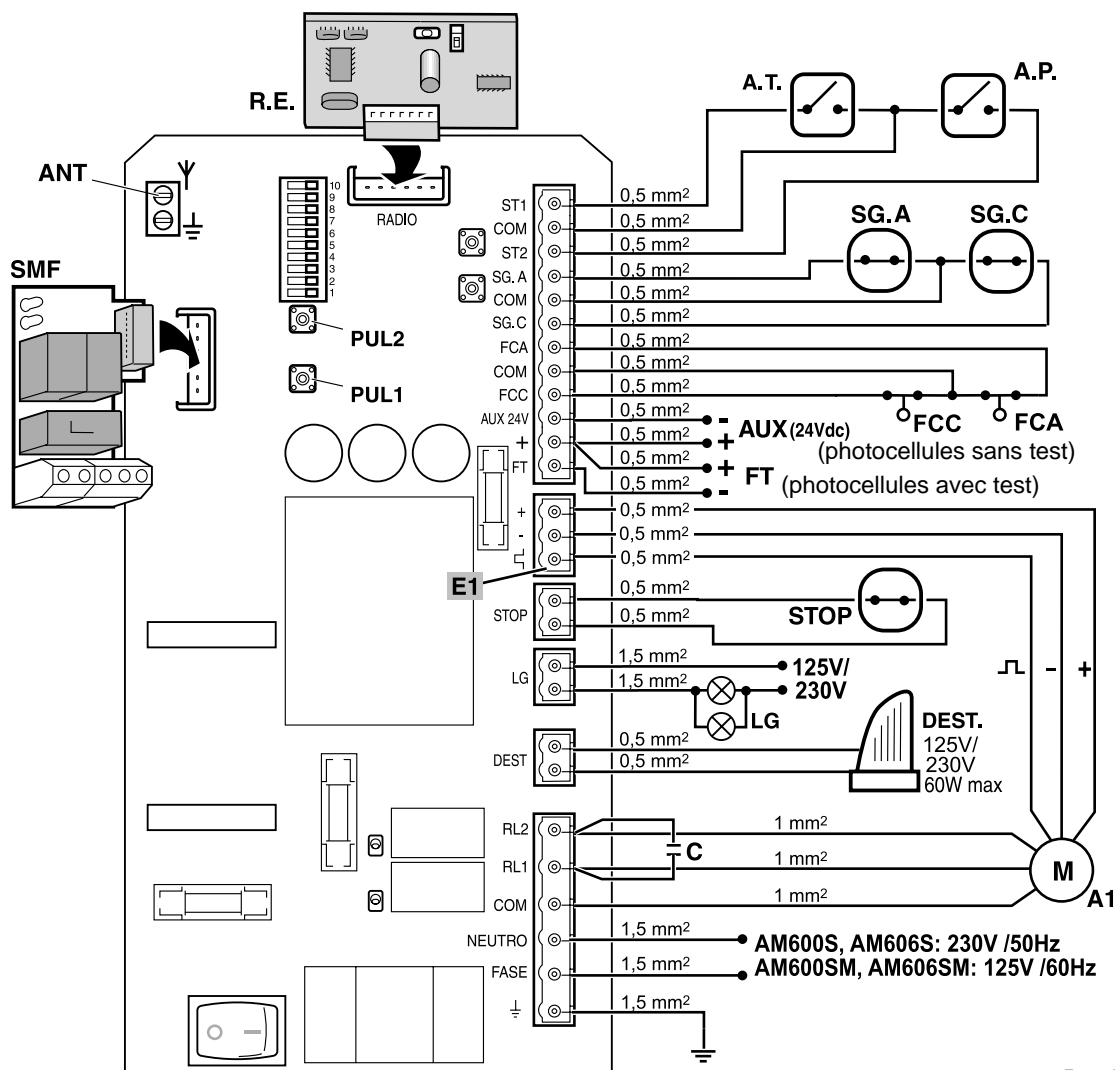 R.E.
A.T.
A.P.
ANT
RADIO
10
9
8
7
6
5
4
3
2
1
SMF
PUL2
PUL1
ST1 0,5 mm²
COM 0,5 mm²
ST2 0,5 mm²
SG.A SG.C
SG. A 0,5 mm²
COM 0,5 mm²
SG.C 0,5 mm²
FCA 0,5 mm²
COM 0,5 mm²
FCC 0,5 mm²
FCC FCA
AUX 24V 0,5 mm² -
+ 0,5 mm² + AUX (24Vdc)
(photocellules sans test)
FT 0,5 mm² + FT
0,5 mm² - (photocellules avec test)
+ 0,5 mm²
- 0,5 mm²
0,5 mm²
E1
STOP 0,5 mm²
0,5 mm²
STOP
- +
LG 1,5 mm² 125V/
1,5 mm² 230V
LG
DEST 0,5 mm²
0,5 mm²
DEST.
125V/
230V
60W max
RL2 1 mm²
C
RL1 1 mm²
COM 1 mm²
M
A1
NEUTRO 1,5 mm² AM600S, AM606S: 230V /50Hz
FASE 1,5 mm² AM600SM, AM606SM: 125V /60Hz
1,5 mm²